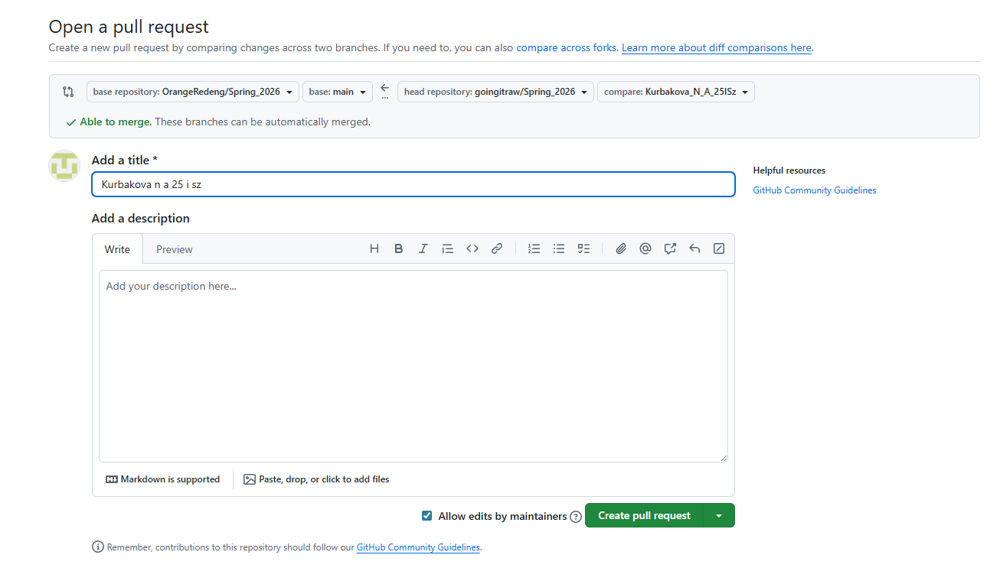 Open a pull request
Create a new pull request by comparing changes across two branches. If you need to, you can also compare across forks. Learn more about diff comparisons here.
base repository: OrangeRedeng/Spring_2026 base: main head repository: goingitraw/Spring_2026 compare: Kurbakova_N_A_25ISz
Able to merge. These branches can be automatically merged.
Add a title *
Kurbakova n a 25 i sz
Helpful resources
GitHub Community Guidelines
Add a description
Write Preview
Add your description here...
Markdown is supported Paste, drop, or click to add files
Allow edits by maintainers Create pull request
Remember, contributions to this repository should follow our GitHub Community Guidelines.